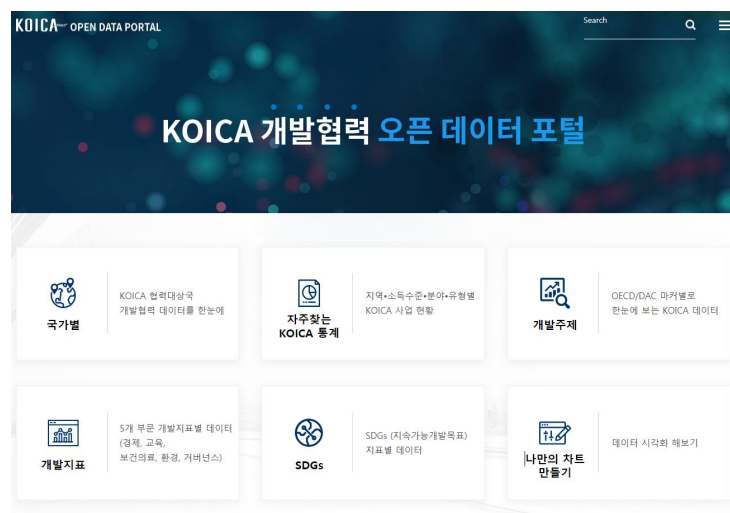 KOICA OPEN DATA PORTAL
Search
KOICA 개발협력 오픈 데이터 포털
국가별
KOICA 협력대상국
개발협력 데이터를 한눈에
자주찾는
KOICA 통계
지역•소득수준•분야•유형별
KOICA 사업 현황
개발주제
OECD/DAC 마커별로
한눈에 보는 KOICA 데이터
개발지표
5개 부문 개발지표별 데이터
(경제, 교육,
보건의료, 환경, 거버넌스)
SDGs
SDGs (지속가능개발목표)
지표별 데이터
나만의 차트
만들기
데이터 시각화 해보기